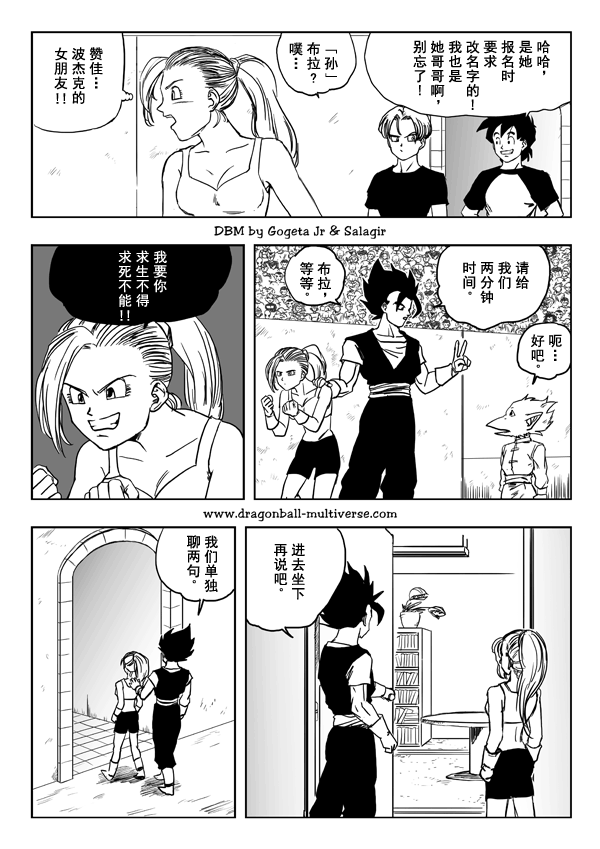 赞佳…
波杰克的
女朋友!!
「孙」
布拉？
噗…
哈哈，
是她
报名时
要求
改名字的！
我也是
她哥哥啊，
别忘了！
DBM by Gogeta Jr & Salagir
我要你
求生不得
求死不能!!
布拉，
等等。
请给
我们
两分钟
时间。
呃…
好吧。
www.dragonball-multiverse.com
我们单独
聊两句。
进去坐下
再说吧。